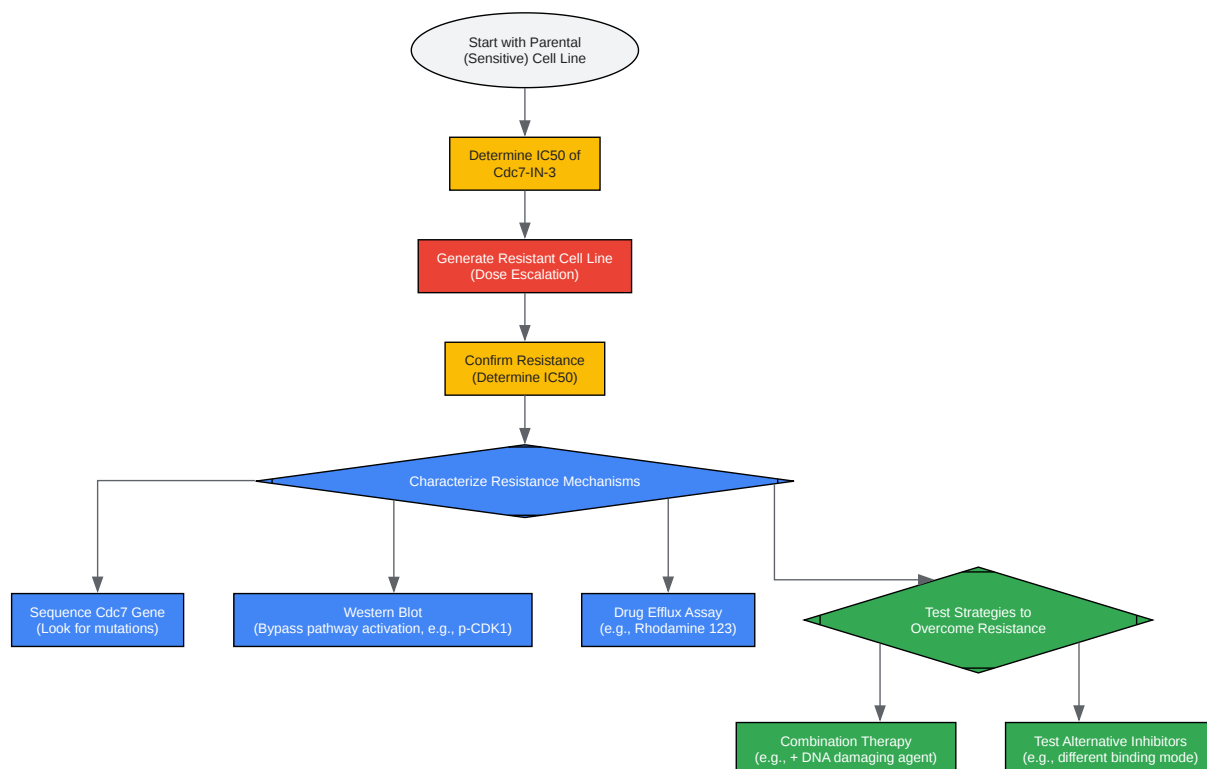 Start with Parental
(Sensitive) Cell Line
Determine IC50 of
Cdc7-IN-3
Generate Resistant Cell Line
(Dose Escalation)
Confirm Resistance
(Determine IC50)
Characterize Resistance Mechanisms
Sequence Cdc7 Gene
(Look for mutations)
Western Blot
(Bypass pathway activation, e.g., p-CDK1)
Drug Efflux Assay
(e.g., Rhodamine 123)
Test Strategies to
Overcome Resistance
Combination Therapy
(e.g., + DNA damaging agent)
Test Alternative Inhibitors
(e.g., different binding mode)